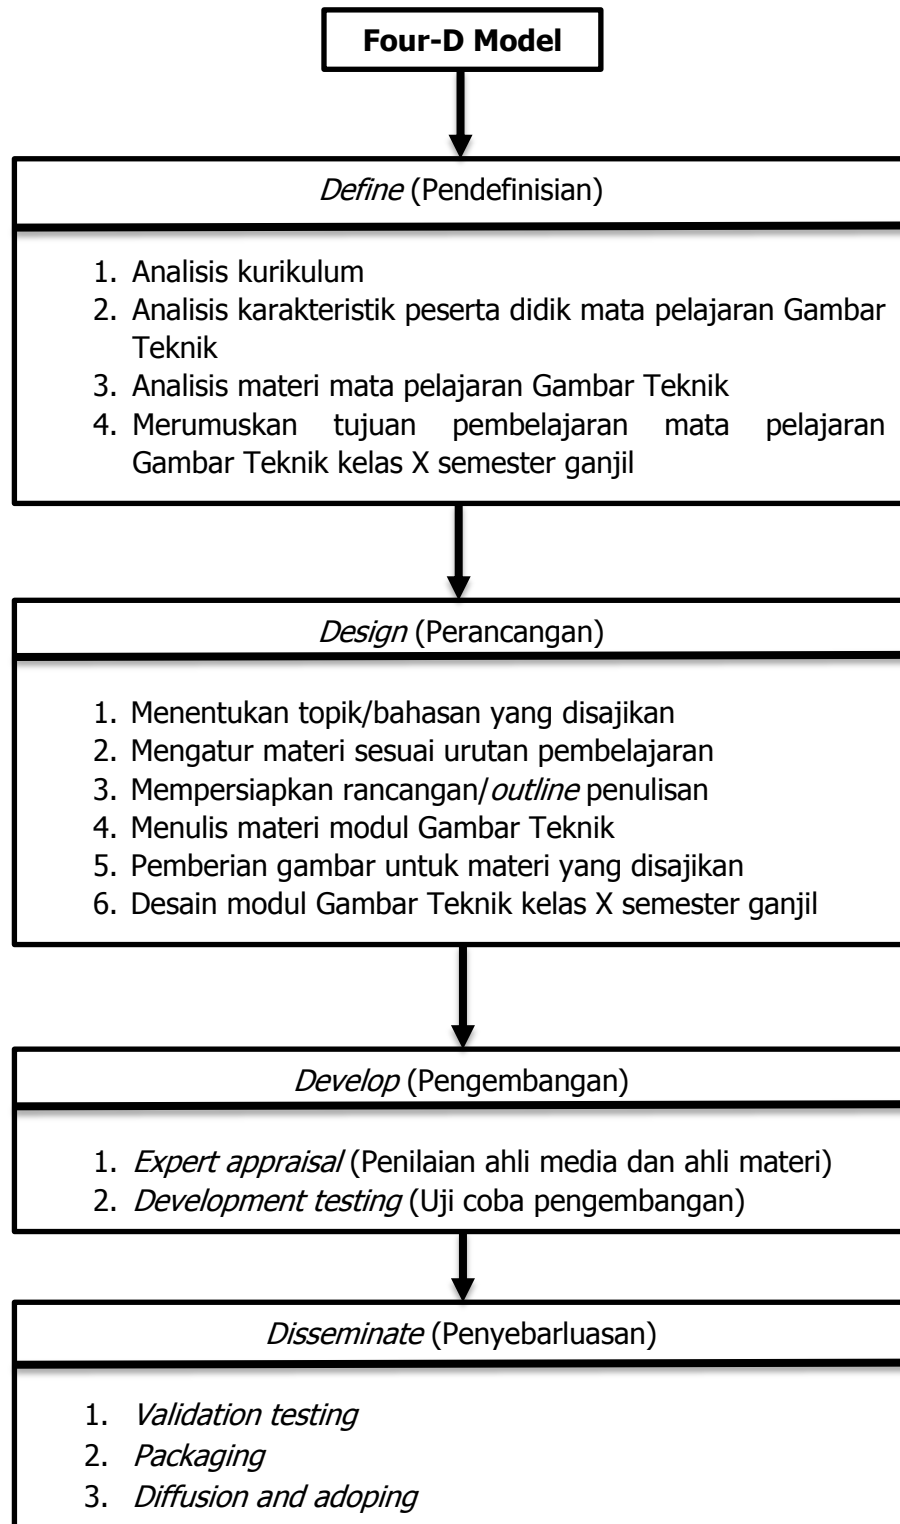 Four-D Model
Define (Pendefinisian)
1. Analisis kurikulum
2. Analisis karakteristik peserta didik mata pelajaran Gambar
Teknik
3. Analisis materi mata pelajaran Gambar Teknik
4. Merumuskan tujuan pembelajaran mata pelajaran
Gambar Teknik kelas X semester ganjil
Design (Perancangan)
1. Menentukan topik/bahasan yang disajikan
2. Mengatur materi sesuai urutan pembelajaran
3. Mempersiapkan rancangan/outline penulisan
4. Menulis materi modul Gambar Teknik
5. Pemberian gambar untuk materi yang disajikan
6. Desain modul Gambar Teknik kelas X semester ganjil
Develop (Pengembangan)
1. Expert appraisal (Penilaian ahli media dan ahli materi)
2. Development testing (Uji coba pengembangan)
Disseminate (Penyebarluasan)
1. Validation testing
2. Packaging
3. Diffusion and adoping